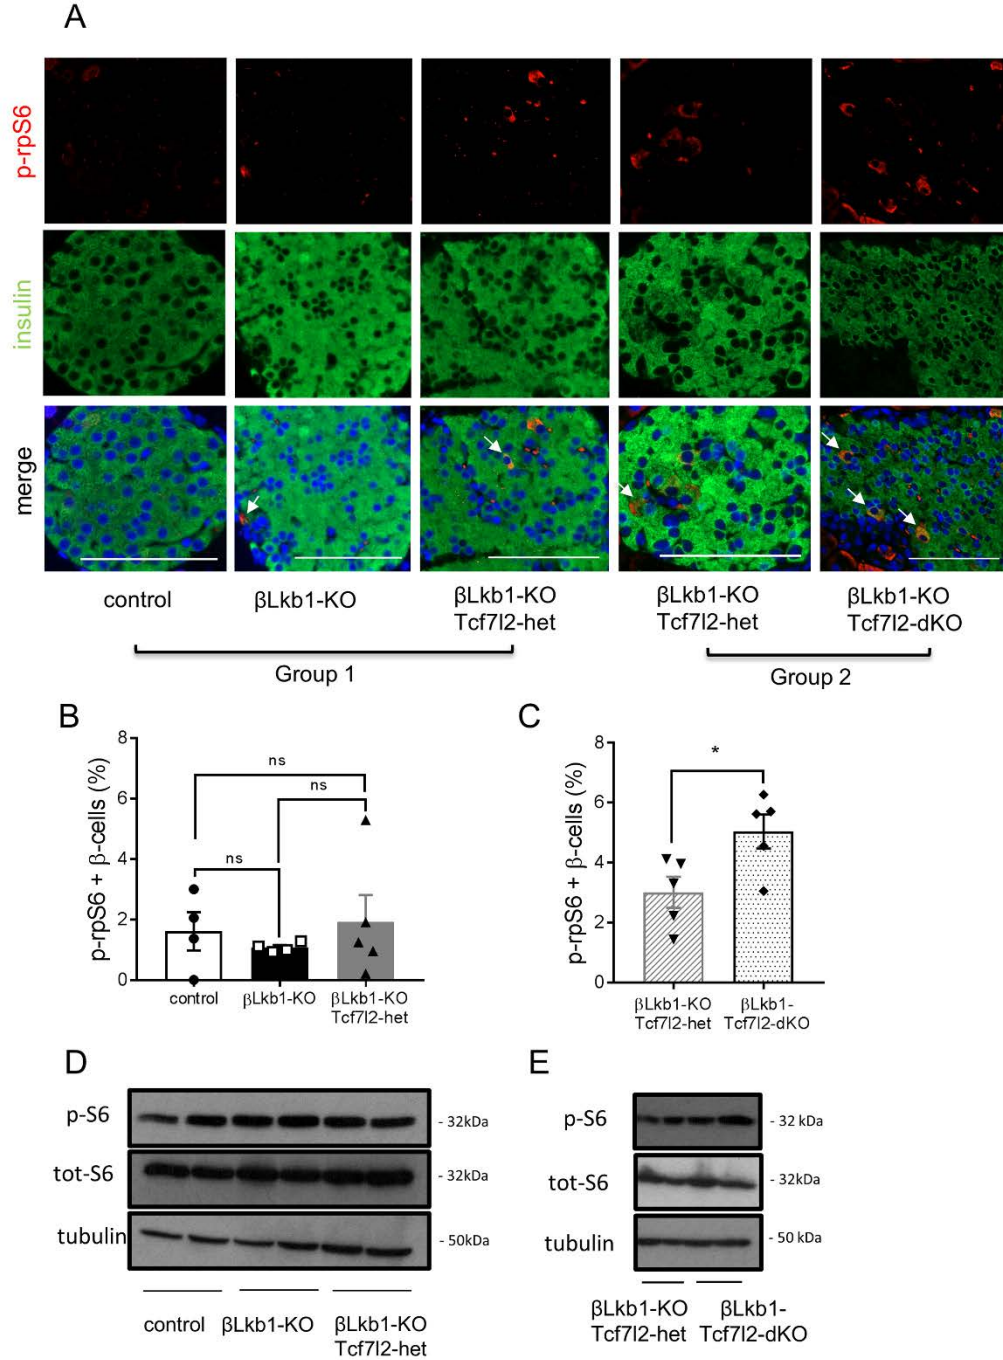 A
p-rpS6
insulin
merge
control
βLkb1-KO
βLkb1-KO
Tcf7l2-het
βLkb1-KO
Tcf7l2-het
βLkb1-KO
Tcf7l2-dKO
Group 1
Group 2
B
p-rpS6 + β-cells (%)
8
6
4
2
0
ns
ns
ns
control
βLkb1-KO
βLkb1-KO
Tcf7l2-het
C
p-rpS6 + β-cells (%)
8
6
4
2
0
*
βLkb1-KO
Tcf7l2-het
βLkb1-
Tcf7l2-dKO
D
p-S6
- 32kDa
tot-S6
- 32kDa
tubulin
- 50kDa
control
βLkb1-KO
βLkb1-KO
Tcf7l2-het
E
p-S6
- 32 kDa
tot-S6
- 32kDa
tubulin
- 50 kDa
βLkb1-KO
Tcf7l2-het
βLkb1-
Tcf7l2-dKO